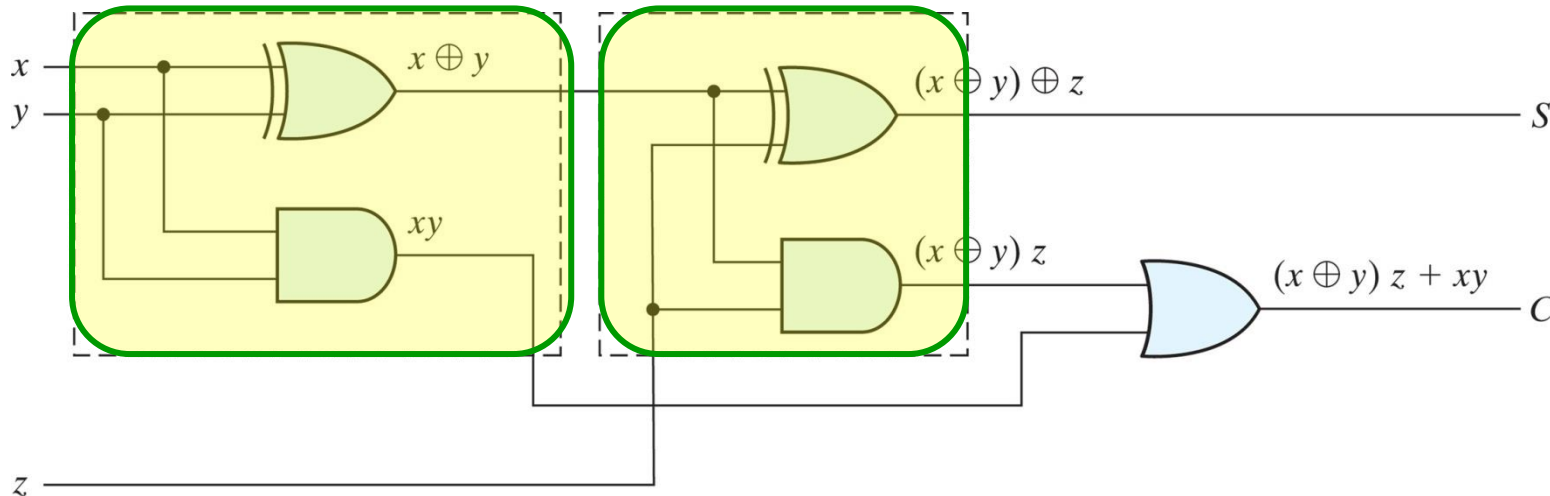 x
y
x ⊕ y
(x ⊕ y) ⊕ z
S
xy
(x ⊕ y) z
(x ⊕ y) z + xy
C
z